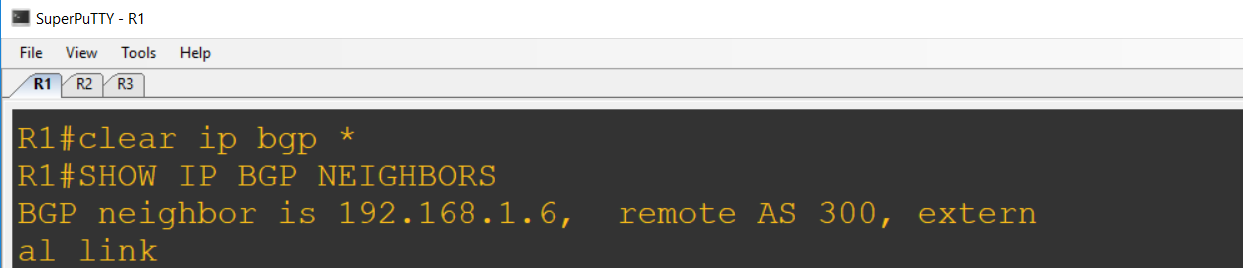 SuperPuTTY - R1
File View Tools Help
R1 R2 R3
R1#clear ip bgp *
R1#SHOW IP BGP NEIGHBORS
BGP neighbor is 192.168.1.6,  remote AS 300, extern
al link